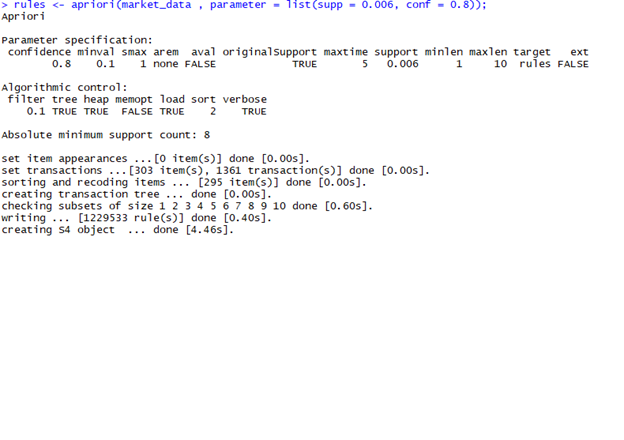 > rules <- apriori(market_data , parameter = list(supp = 0.006, conf = 0.8));
Apriori
Parameter specification:
confidence minval smax arem aval originalSupport maxtime support minlen maxlen target ext
0.8 0.1 1 none FALSE TRUE 5 0.006 1 10 rules FALSE
Algorithmic control:
filter tree heap memopt load sort verbose
0.1 TRUE TRUE FALSE TRUE 2 TRUE
Absolute minimum support count: 8
set item appearances ...[0 item(s)] done [0.00s].
set transactions ...[303 item(s), 1361 transaction(s)] done [0.00s].
sorting and recoding items ... [295 item(s)] done [0.00s].
creating transaction tree ... done [0.00s].
checking subsets of size 1 2 3 4 5 6 7 8 9 10 done [0.60s].
writing ... [1229533 rule(s)] done [0.40s].
creating S4 object ... done [4.46s].